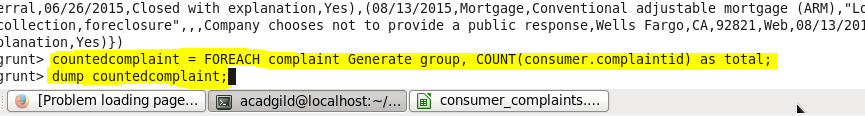 erral,06/26/2015,Closed with explanation,Yes),(08/13/2015,Mortgage,Conventional adjustable mortgage (ARM),"Lo
collection,foreclosure",,,Company chooses not to provide a public response,Wells Fargo,CA,92821,Web,08/13/201
planation,Yes)})
grunt> countedcomplaint = FOREACH complaint Generate group, COUNT(consumer.complaintid) as total;
grunt> dump countedcomplaint;
[Problem loading page... acadgild@localhost:~/... consumer_complaints....